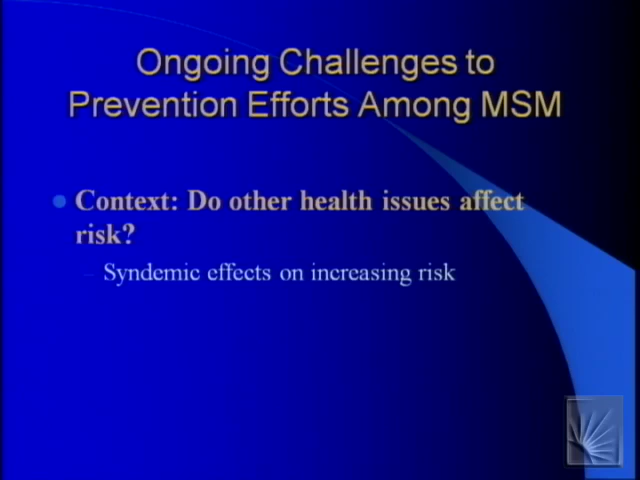 Ongoing Challenges to
Prevention Efforts Among MSM
Context: Do other health issues affect
risk?
– Syndemic effects on increasing risk